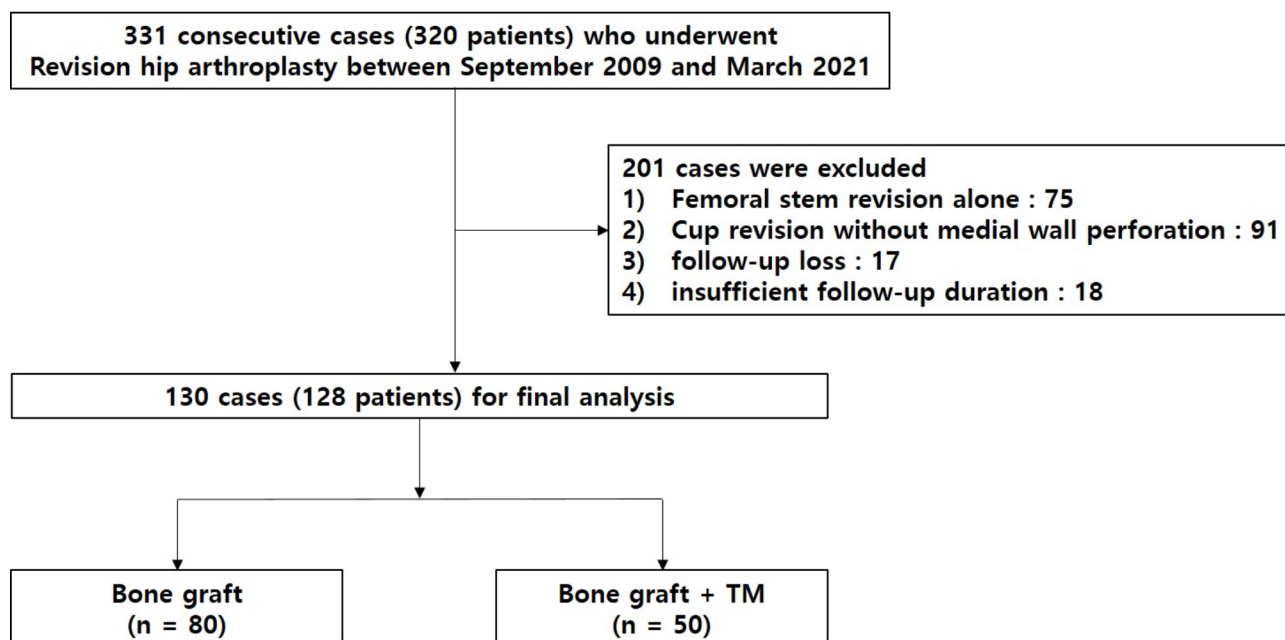 331 consecutive cases (320 patients) who underwent
Revision hip arthroplasty between September 2009 and March 2021
201 cases were excluded
1) Femoral stem revision alone : 75
2) Cup revision without medial wall perforation : 91
3) follow-up loss : 17
4) insufficient follow-up duration : 18
130 cases (128 patients) for final analysis
Bone graft
(n = 80)
Bone graft + TM
(n = 50)